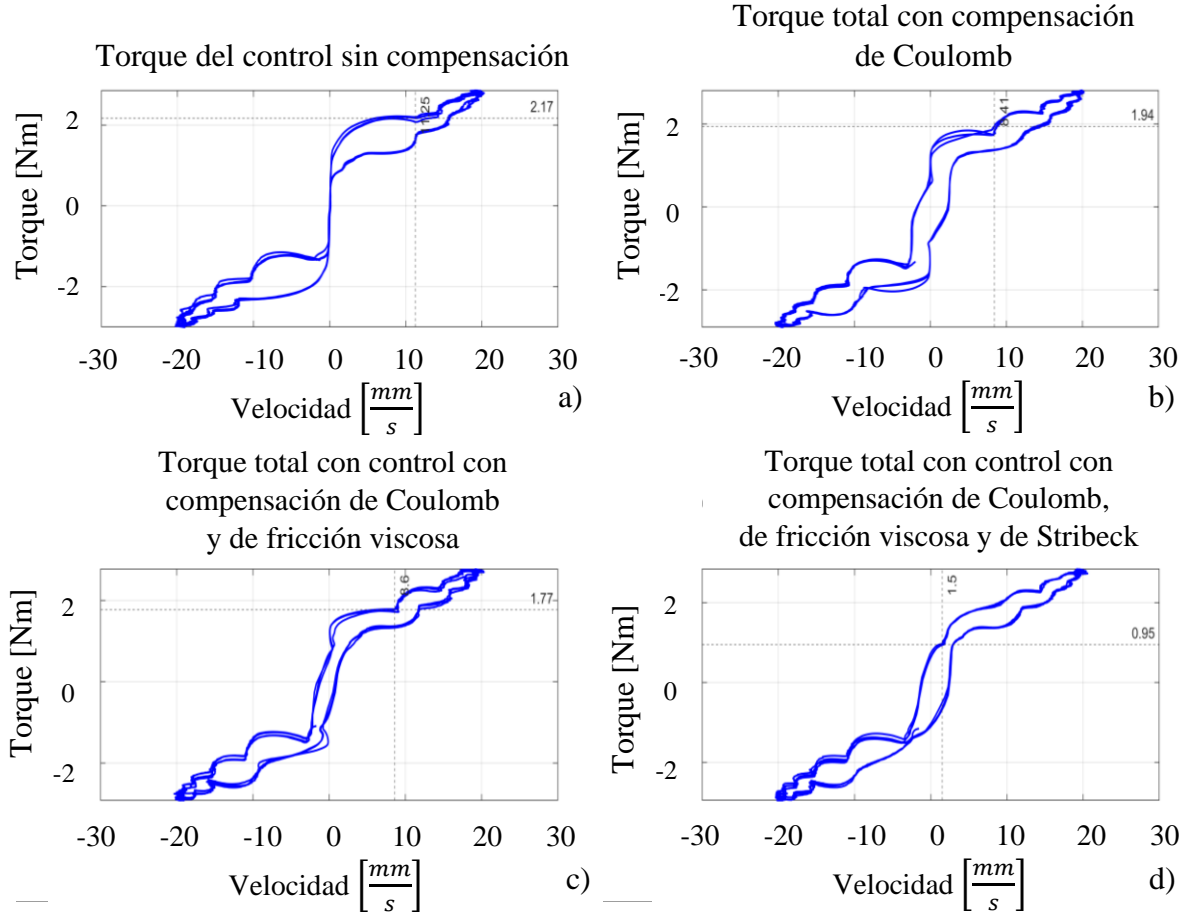 Torque del control sin compensación
2.17
2
0
-2
Torque [Nm]
-30 -20 -10 0 10 20 30
Velocidad [mm/s]
a)
Torque total con compensación
de Coulomb
8.41
1.94
2
0
-2
Torque [Nm]
-30 -20 -10 0 10 20 30
Velocidad [mm/s]
b)
Torque total con control con
compensación de Coulomb
y de fricción viscosa
8.6
1.77
2
0
-2
Torque [Nm]
-30 -20 -10 0 10 20 30
Velocidad [mm/s]
c)
Torque total con control con
compensación de Coulomb,
de fricción viscosa y de Stribeck
1.5
0.95
2
0
-2
Torque [Nm]
-30 -20 -10 0 10 20 30
Velocidad [mm/s]
d)